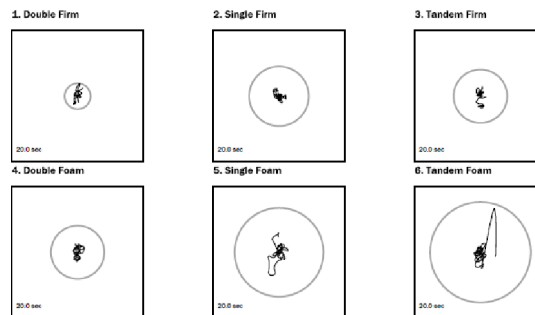 1. Double Firm
2. Single Firm
3. Tandem Firm
20.0 sec
20.0 sec
20.0 sec
4. Double Foam
5. Single Foam
6. Tandem Foam
20.0 sec
20.0 sec
20.0 sec